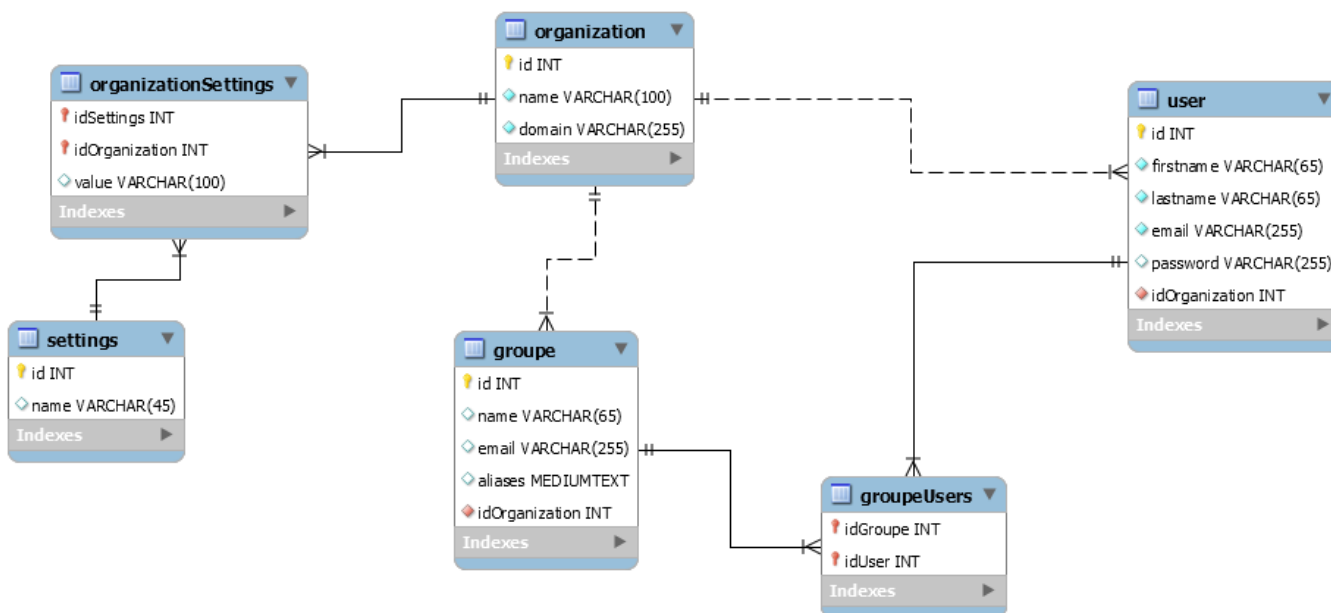 organization
id INT
name VARCHAR(100)
domain VARCHAR(255)
Indexes
organizationSettings
idSettings INT
idOrganization INT
value VARCHAR(100)
Indexes
user
id INT
firstname VARCHAR(65)
lastname VARCHAR(65)
email VARCHAR(255)
password VARCHAR(255)
idOrganization INT
Indexes
settings
id INT
name VARCHAR(45)
Indexes
groupe
id INT
name VARCHAR(65)
email VARCHAR(255)
aliases MEDIUMTEXT
idOrganization INT
Indexes
groupeUsers
idGroupe INT
idUser INT
Indexes